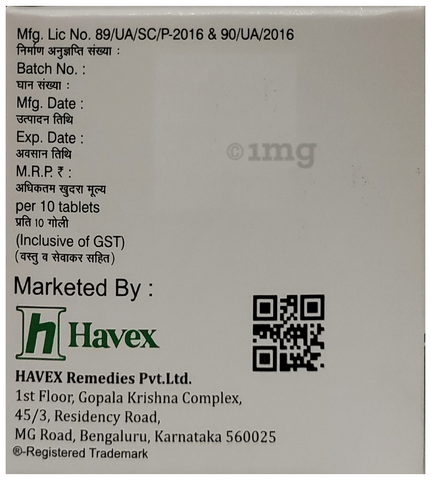 Mfg. Lic No. 89/UA/SC/P-2016 & 90/UA/2016
निर्माण अनुज्ञप्ति संख्या :
Batch No. :
घान संख्या :
Mfg. Date :
उत्पादन तिथि
Exp. Date :
अवसान तिथि
M.R.P. ₹ :
अधिकतम खुदरा मूल्य
per 10 tablets
प्रति 10 गोली
(Inclusive of GST)
(वस्तु व सेवाकर सहित)
©1mg
Marketed By :
h Havex
HAVEX Remedies Pvt.Ltd.
1st Floor, Gopala Krishna Complex,
45/3, Residency Road,
MG Road, Bengaluru, Karnataka 560025
®-Registered Trademark